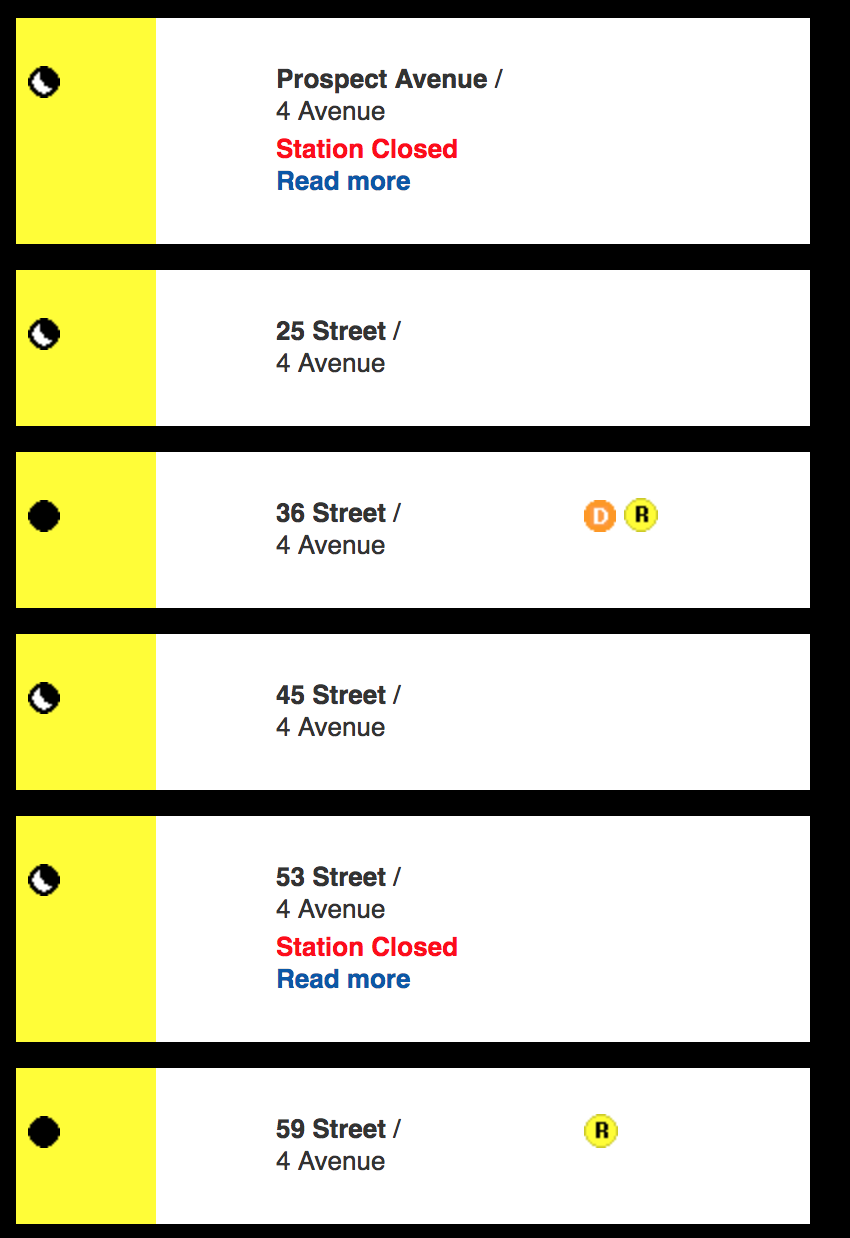 Prospect Avenue /
4 Avenue
Station Closed
Read more
25 Street /
4 Avenue
36 Street / D R
4 Avenue
45 Street /
4 Avenue
53 Street /
4 Avenue
Station Closed
Read more
59 Street / R
4 Avenue